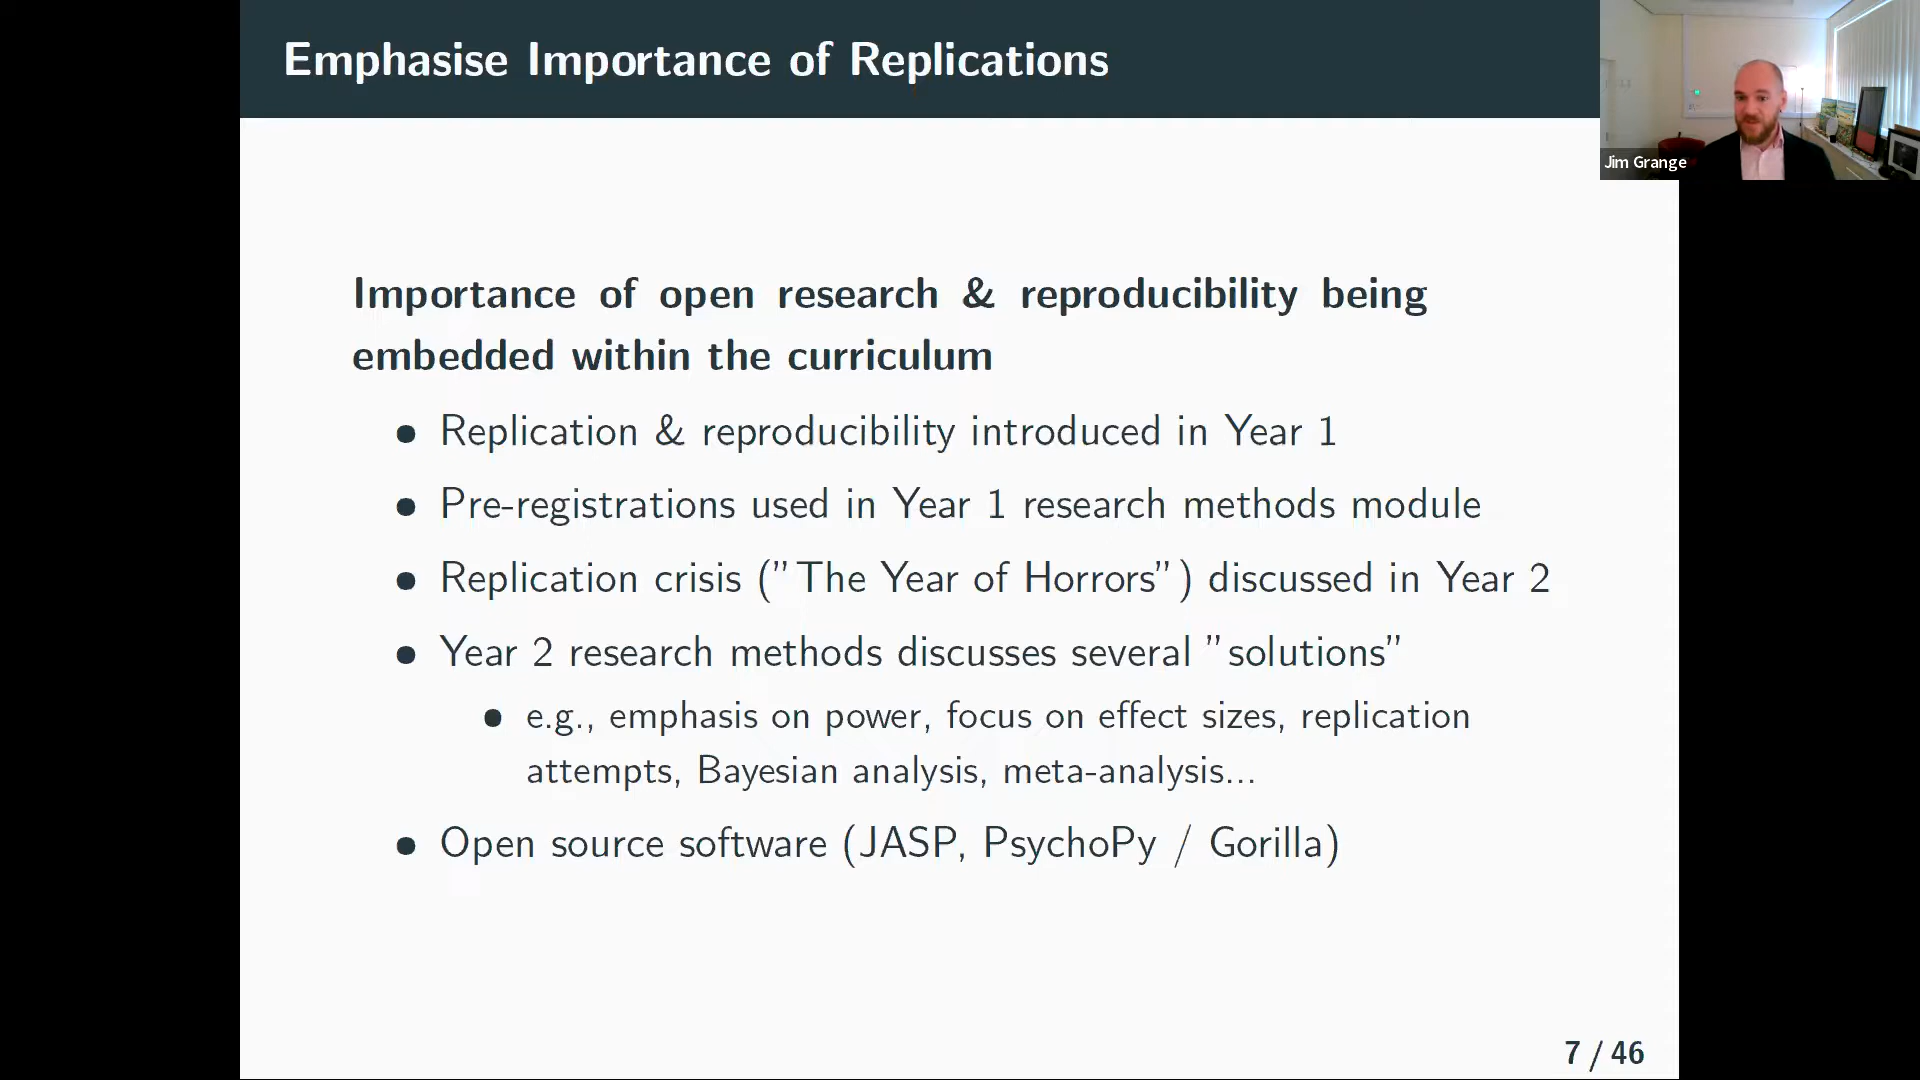 Emphasise Importance of Replications
Jim Grange
Importance of open research & reproducibility being
embedded within the curriculum
• Replication & reproducibility introduced in Year 1
• Pre-registrations used in Year 1 research methods module
• Replication crisis (”The Year of Horrors”) discussed in Year 2
• Year 2 research methods discusses several ”solutions”
• e.g., emphasis on power, focus on effect sizes, replication
attempts, Bayesian analysis, meta-analysis...
• Open source software (JASP, PsychoPy / Gorilla)
7 / 46